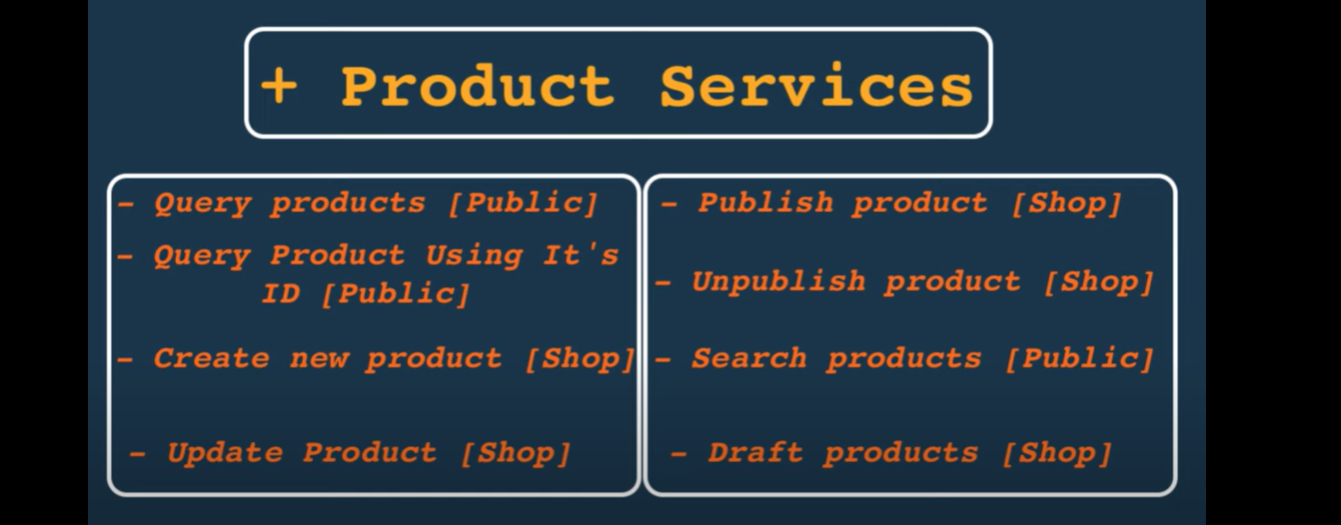 + Product Services
- Query products [Public]
- Query Product Using It's
ID [Public]
- Create new product [Shop]
- Update Product [Shop]
- Publish product [Shop]
- Unpublish product [Shop]
- Search products [Public]
- Draft products [Shop]